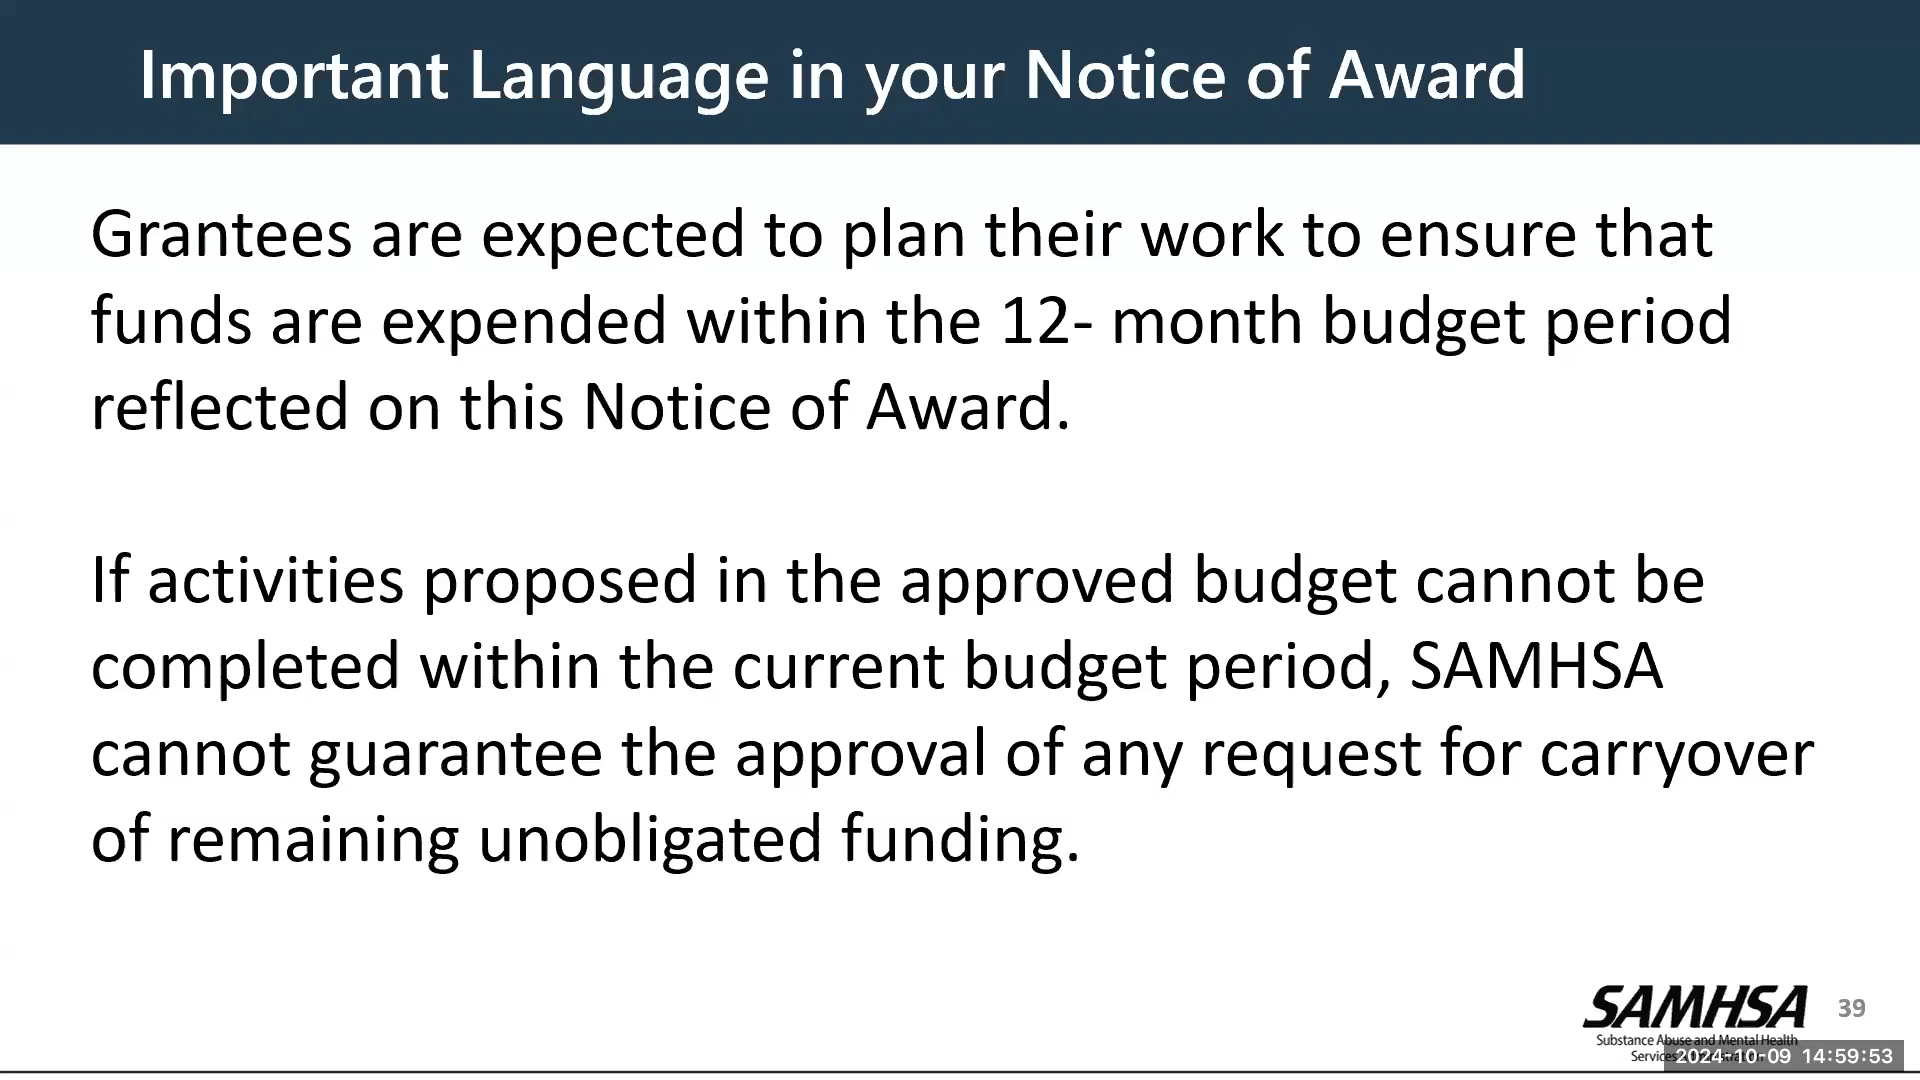 Important Language in your Notice of Award
Grantees are expected to plan their work to ensure that
funds are expended within the 12- month budget period
reflected on this Notice of Award.
If activities proposed in the approved budget cannot be
completed within the current budget period, SAMHSA
cannot guarantee the approval of any request for carryover
of remaining unobligated funding.
SAMHSA
39
Substance Abuse and Mental Health
Services
2024-10-09 14:59:53